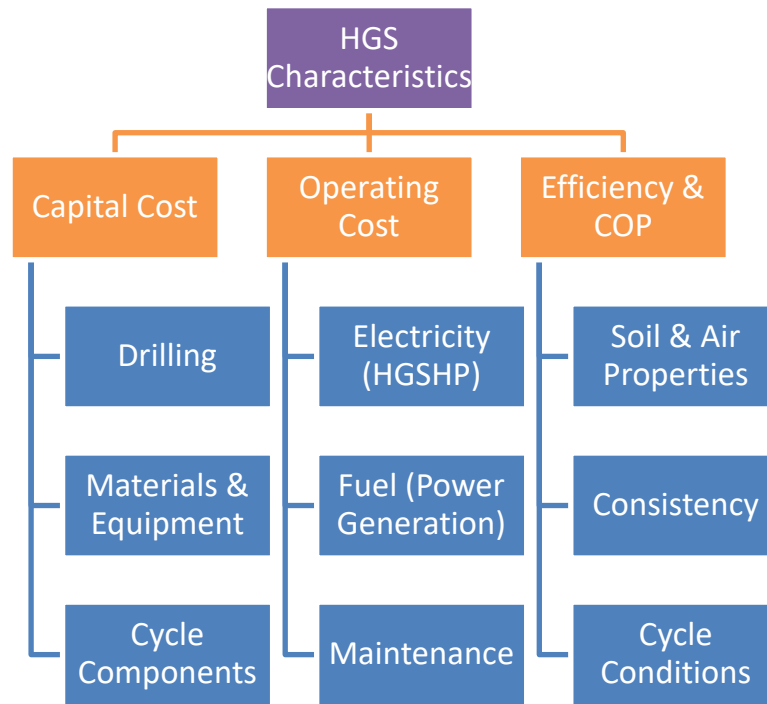 HGS
Characteristics
Capital Cost
Operating
Cost
Efficiency &
COP
Drilling
Electricity
(HGSHP)
Soil & Air
Properties
Materials &
Equipment
Fuel (Power
Generation)
Consistency
Cycle
Components
Maintenance
Cycle
Conditions